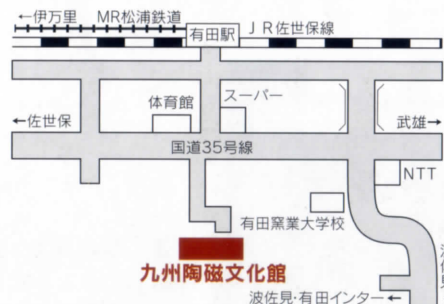 ←伊万里 MR松浦鉄道
有田駅
JR佐世保線
体育館
スーパー
←佐世保
武雄→
国道35号線
NTT
有田窯業大学校
九州陶磁文化館
波佐見・有田インター←